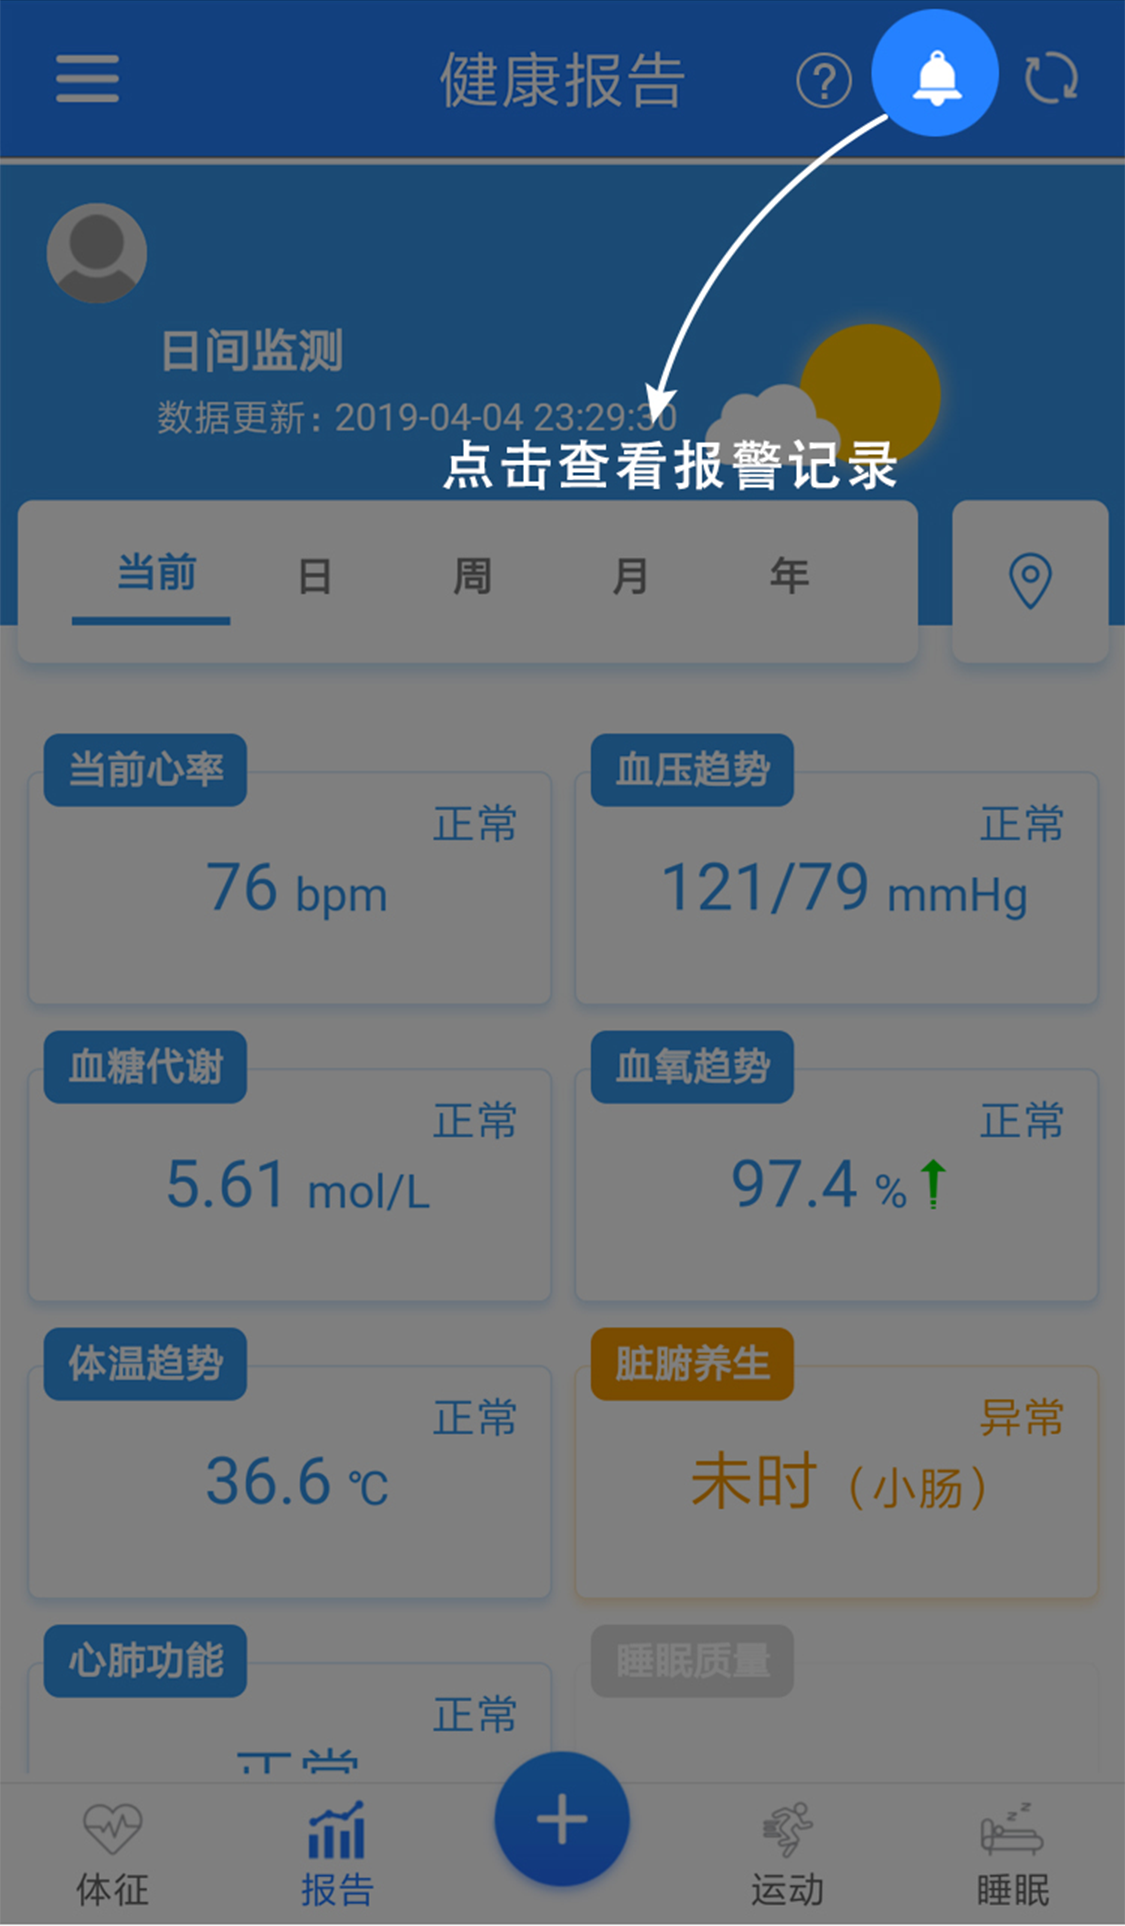 健康报告
日间监测
数据更新：2019-04-04 23:29:30
点击查看报警记录
当前 日 周 月 年
当前心率
正常
76 bpm
血压趋势
正常
121/79 mmHg
血糖代谢
正常
5.61 mol/L
血氧趋势
正常
97.4 %
体温趋势
正常
36.6 ℃
脏腑养生
异常
未时（小肠）
心肺功能
正常
正常
睡眠质量
体征 报告 运动 睡眠